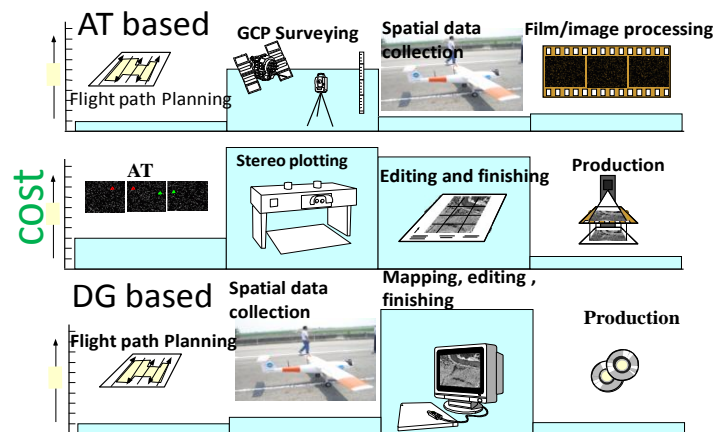 AT based
GCP Surveying
Spatial data
collection
Film/image processing
Flight path Planning
cost
AT
Stereo plotting
Editing and finishing
Production
DG based
Spatial data
collection
Mapping, editing ,
finishing
Flight path Planning
Production